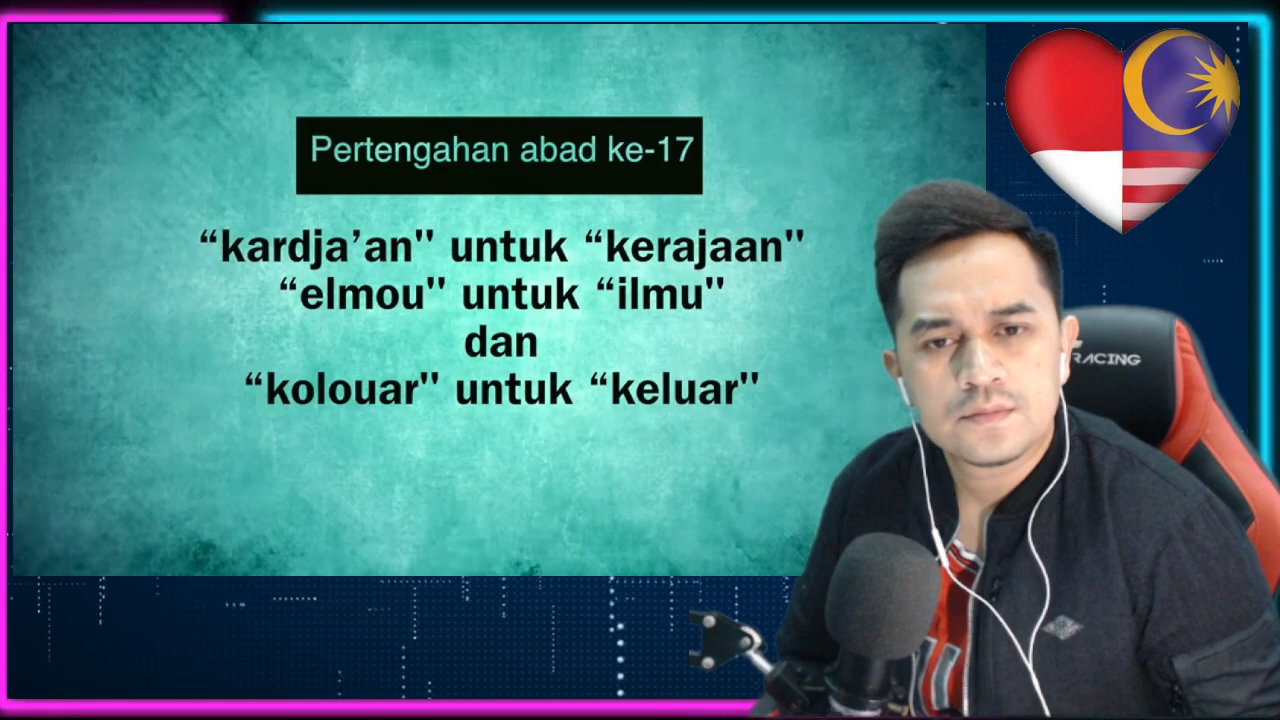 Pertengahan abad ke-17
“kardja’an" untuk “kerajaan"
“elmou" untuk “ilmu"
dan
“kolouar" untuk “keluar"
RACING